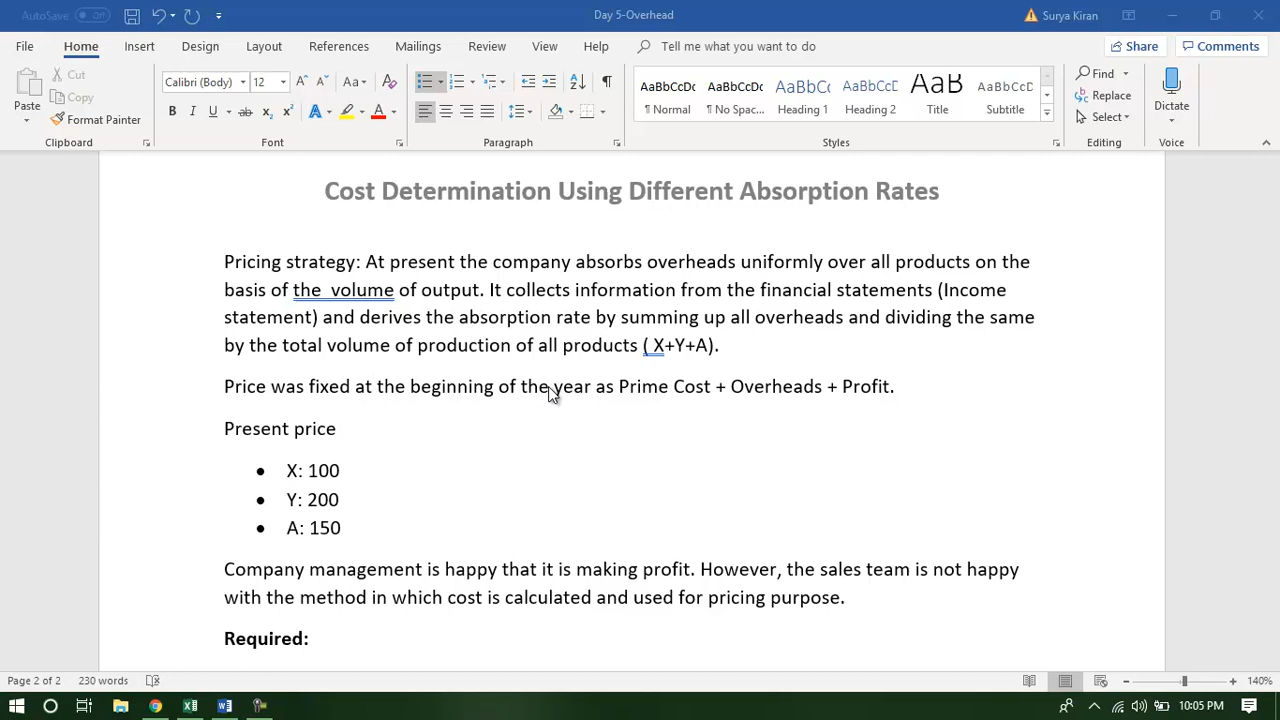 AutoSave Off Day 5-Overhead Surya Kiran
File Home Insert Design Layout References Mailings Review View Help Tell me what you want to do Share Comments
Paste Cut Copy Format Painter
Clipboard
Calibri (Body) 12
Font
Paragraph
AaBbCcDc AaBbCcDc AaBbCc AaBbCcC AaB AaBbCcD
¶ Normal ¶ No Spac... Heading 1 Heading 2 Title Subtitle
Styles
Find
Replace
Select
Editing
Dictate
Voice
Cost Determination Using Different Absorption Rates
Pricing strategy: At present the company absorbs overheads uniformly over all products on the
basis of the volume of output. It collects information from the financial statements (Income
statement) and derives the absorption rate by summing up all overheads and dividing the same
by the total volume of production of all products ( X+Y+A).
Price was fixed at the beginning of the year as Prime Cost + Overheads + Profit.
Present price
• X: 100
• Y: 200
• A: 150
Company management is happy that it is making profit. However, the sales team is not happy
with the method in which cost is calculated and used for pricing purpose.
Required:
Page 2 of 2 230 words 140%
10:05 PM